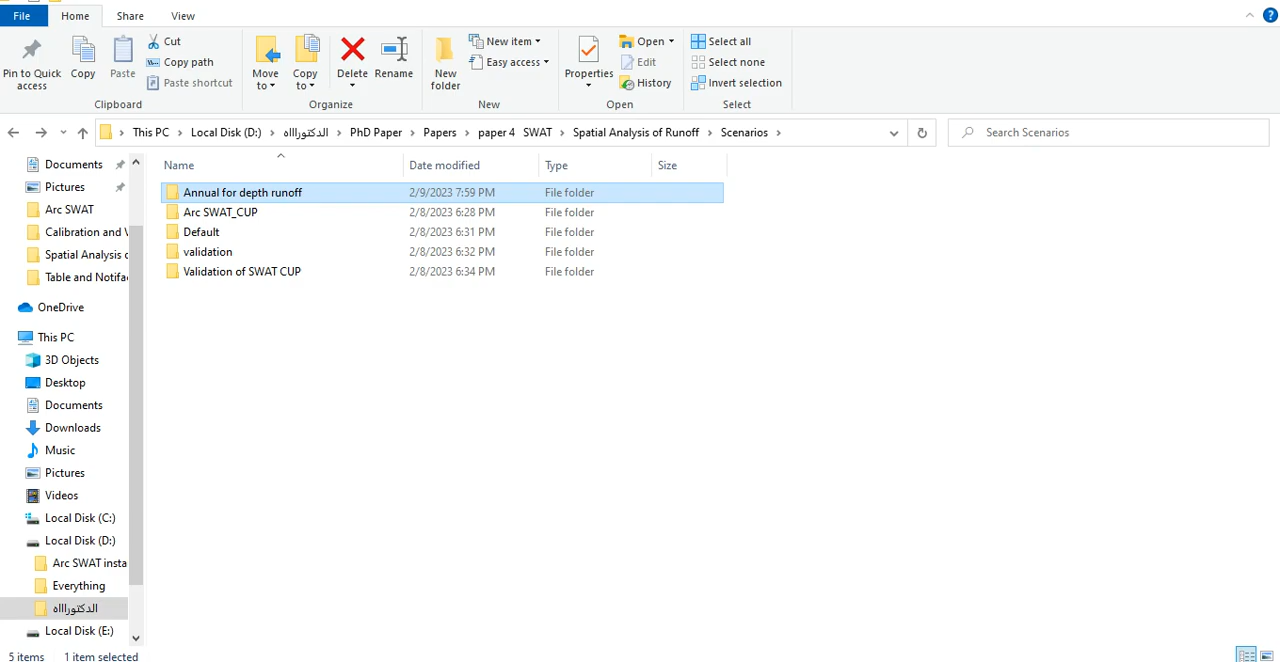 File Home Share View
Pin to Quick access
Copy
Paste
Cut
Copy path
Paste shortcut
Clipboard
Move to
Copy to
Delete
Rename
Organize
New folder
New item
Easy access
New
Properties
Open
Edit
History
Open
Select all
Select none
Invert selection
Select
This PC > Local Disk (D:) > الدكتوراااه > PhD Paper > Papers > paper 4 SWAT > Spatial Analysis of Runoff > Scenarios >
Search Scenarios
Documents
Pictures
Arc SWAT
Calibration and V
Spatial Analysis o
Table and Notifa
OneDrive
This PC
3D Objects
Desktop
Documents
Downloads
Music
Pictures
Videos
Local Disk (C:)
Local Disk (D:)
Arc SWAT insta
Everything
الدكتوراااه
Local Disk (E:)
Name Date modified Type Size
Annual for depth runoff 2/9/2023 7:59 PM File folder
Arc SWAT_CUP 2/8/2023 6:28 PM File folder
Default 2/8/2023 6:31 PM File folder
validation 2/8/2023 6:32 PM File folder
Validation of SWAT CUP 2/8/2023 6:34 PM File folder
5 items 1 item selected